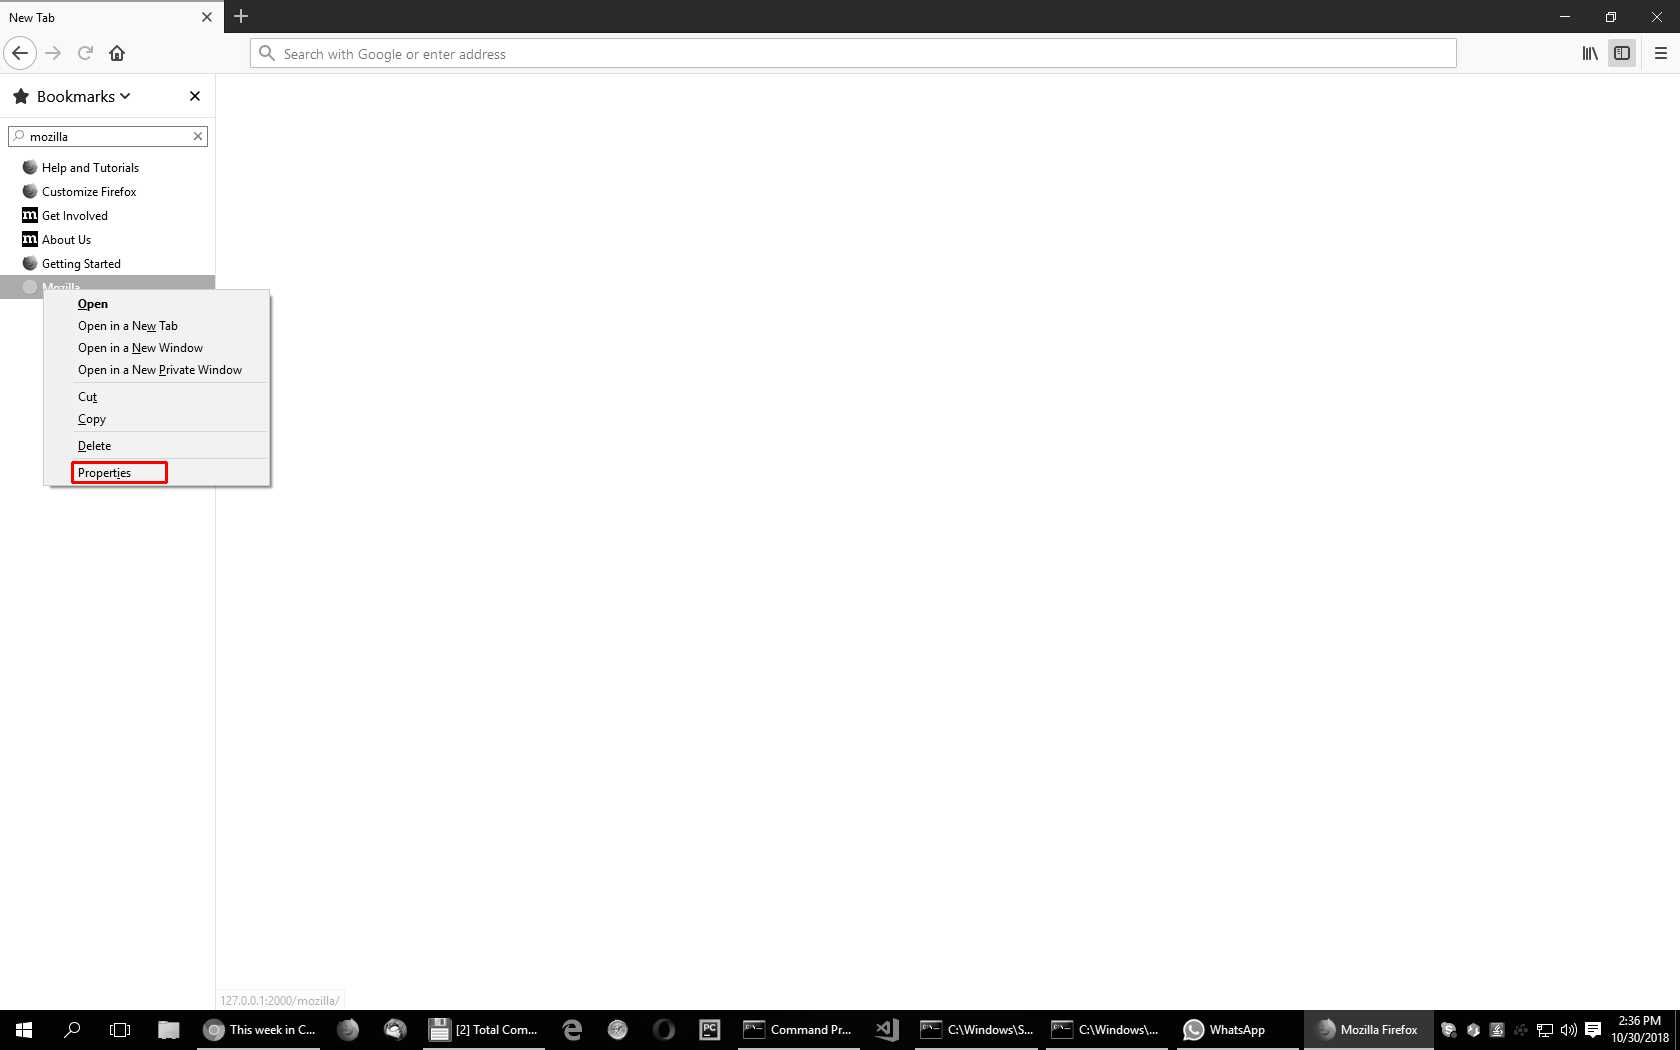 New Tab
Search with Google or enter address
Bookmarks
mozilla
Help and Tutorials
Customize Firefox
m Get Involved
m About Us
Getting Started
Mozilla
Open
Open in a New Tab
Open in a New Window
Open in a New Private Window
Cut
Copy
Delete
Properties
127.0.0.1:2000/mozilla/
This week in C...
[2] Total Com...
PC
Command Pr...
C:\Windows\S...
C:\Windows\...
WhatsApp
Mozilla Firefox
2:36 PM
10/30/2018